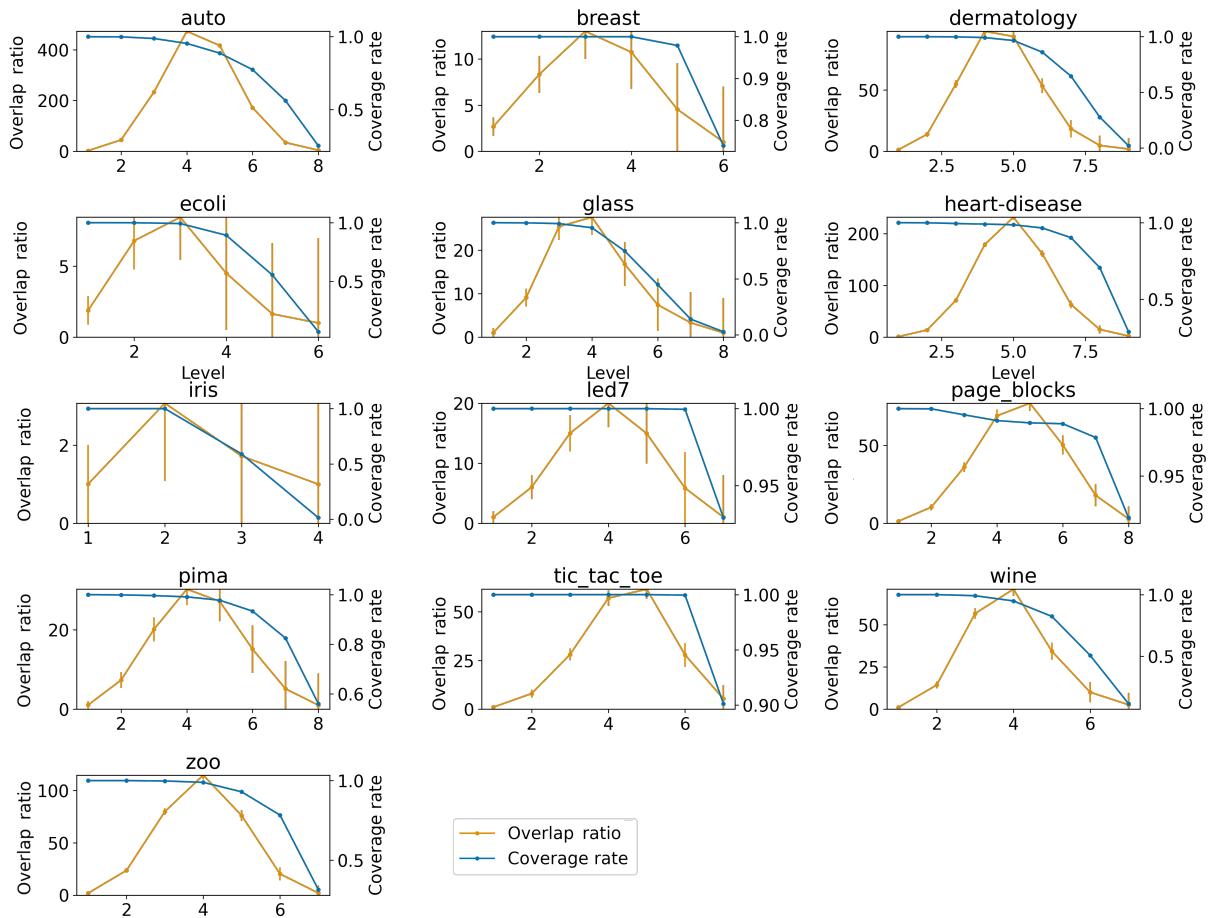 auto
breast
dermatology
Overlap ratio
400
200
0
2
4
6
8
1.0
0.5
Coverage rate
Overlap ratio
10
5
0
2
4
6
1.0
0.9
0.8
Coverage rate
Overlap ratio
50
0
2.5
5.0
7.5
1.0
0.5
0.0
Coverage rate
ecoli
glass
heart-disease
Overlap ratio
5
0
2
4
6
1.0
0.5
Coverage rate
Level
Overlap ratio
20
10
0
2
4
6
8
1.0
0.5
0.0
Coverage rate
Level
Overlap ratio
200
100
0
2.5
5.0
7.5
1.0
0.5
Coverage rate
Level
iris
led7
page_blocks
Overlap ratio
2
0
1
2
3
4
1.0
0.5
0.0
Coverage rate
Overlap ratio
20
10
0
2
4
6
1.00
0.95
Coverage rate
Overlap ratio
50
0
2
4
6
8
1.00
0.95
Coverage rate
pima
tic_tac_toe
wine
Overlap ratio
20
0
2
4
6
8
1.0
0.8
0.6
Coverage rate
Overlap ratio
50
25
0
2
4
6
1.00
0.95
0.90
Coverage rate
Overlap ratio
50
25
0
2
4
6
1.0
0.5
Coverage rate
zoo
Overlap ratio
100
50
0
2
4
6
1.0
0.5
Coverage rate
Overlap ratio
Coverage rate